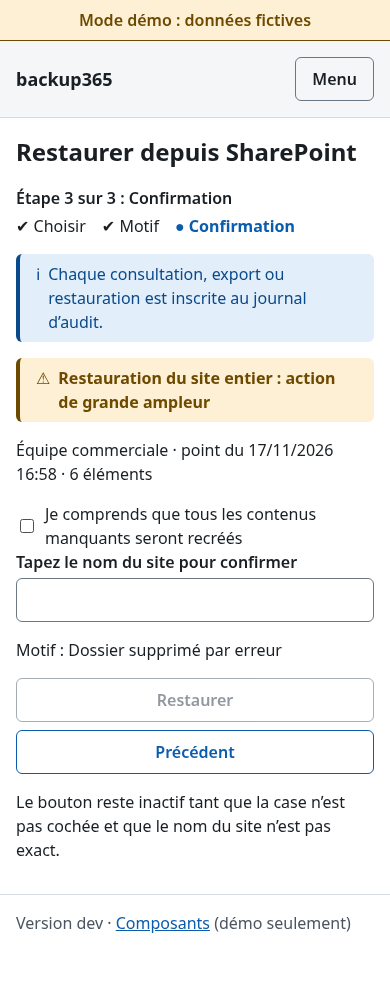 Mode démo : données fictives
backup365
Menu
Restaurer depuis SharePoint
Étape 3 sur 3 : Confirmation
✔ Choisir ✔ Motif ● Confirmation
i Chaque consultation, export ou
restauration est inscrite au journal
d’audit.
⚠ Restauration du site entier : action
de grande ampleur
Équipe commerciale · point du 17/11/2026
16:58 · 6 éléments
Je comprends que tous les contenus
manquants seront recréés
Tapez le nom du site pour confirmer
Motif : Dossier supprimé par erreur
Restaurer
Précédent
Le bouton reste inactif tant que la case n’est
pas cochée et que le nom du site n’est pas
exact.
Version dev · Composants (démo seulement)